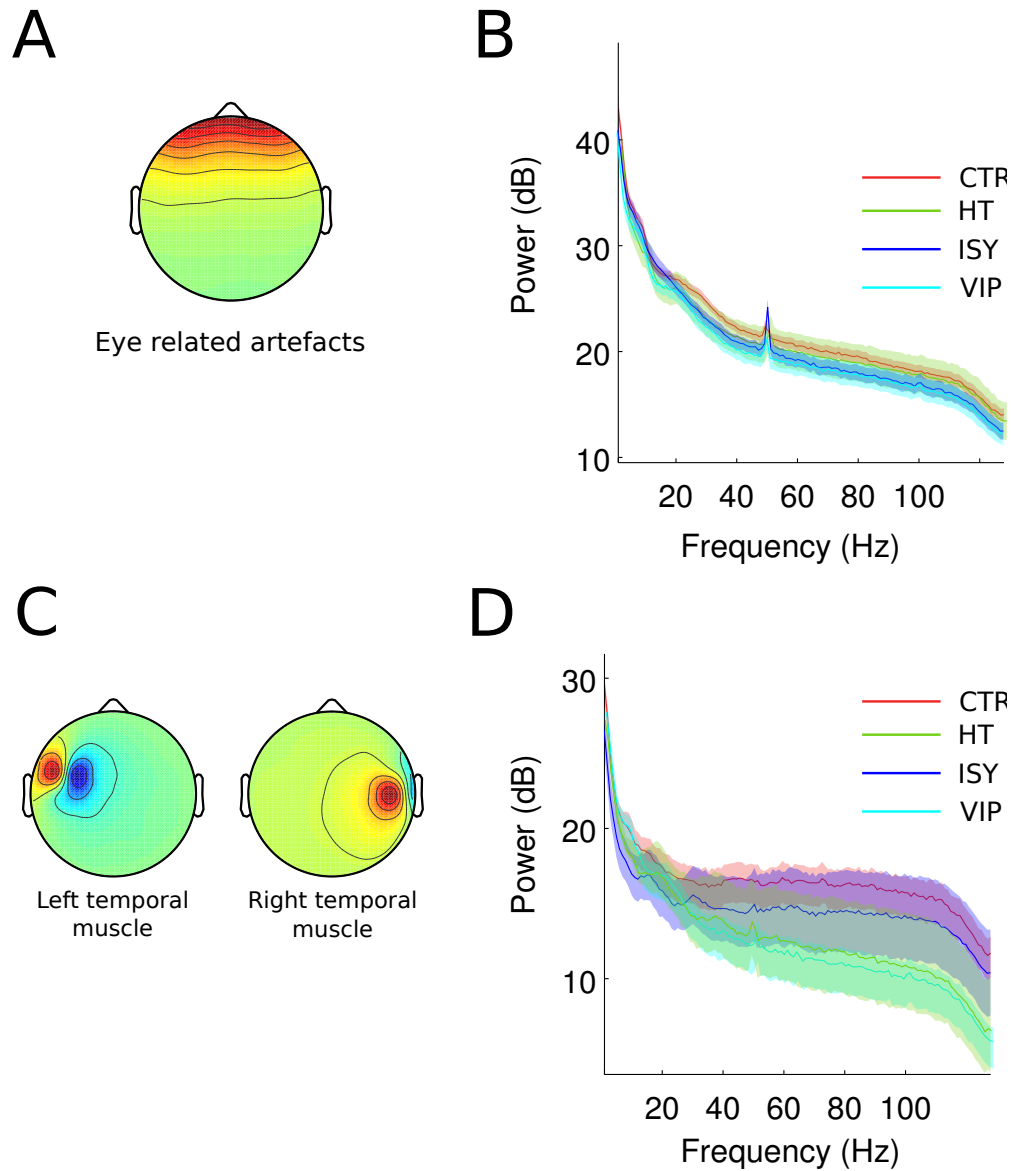 A
Eye related artefacts
B
Power (dB)
40
30
20
10
CTR
HT
ISY
VIP
20 40 60 80 100
Frequency (Hz)
C
Left temporal
muscle
Right temporal
muscle
D
Power (dB)
30
20
10
CTR
HT
ISY
VIP
20 40 60 80 100
Frequency (Hz)